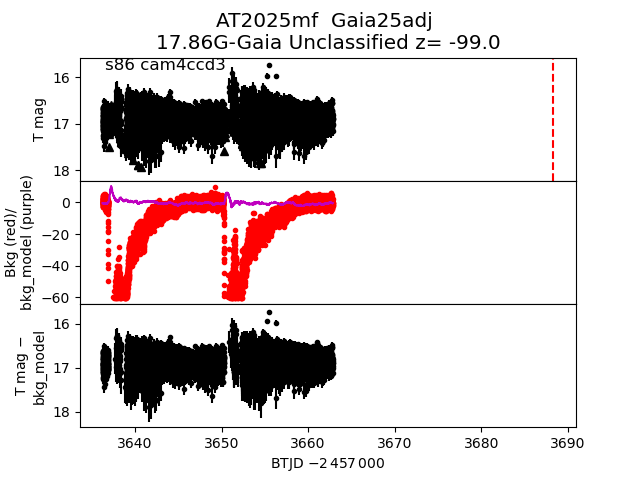 AT2025mf  Gaia25adj
17.86G-Gaia Unclassified z= -99.0
s86 cam4ccd3
T mag
16
17
18
Bkg (red)/
bkg_model (purple)
0
−20
−40
−60
T mag −
bkg_model
16
17
18
3640 3650 3660 3670 3680 3690
BTJD −2 457 000